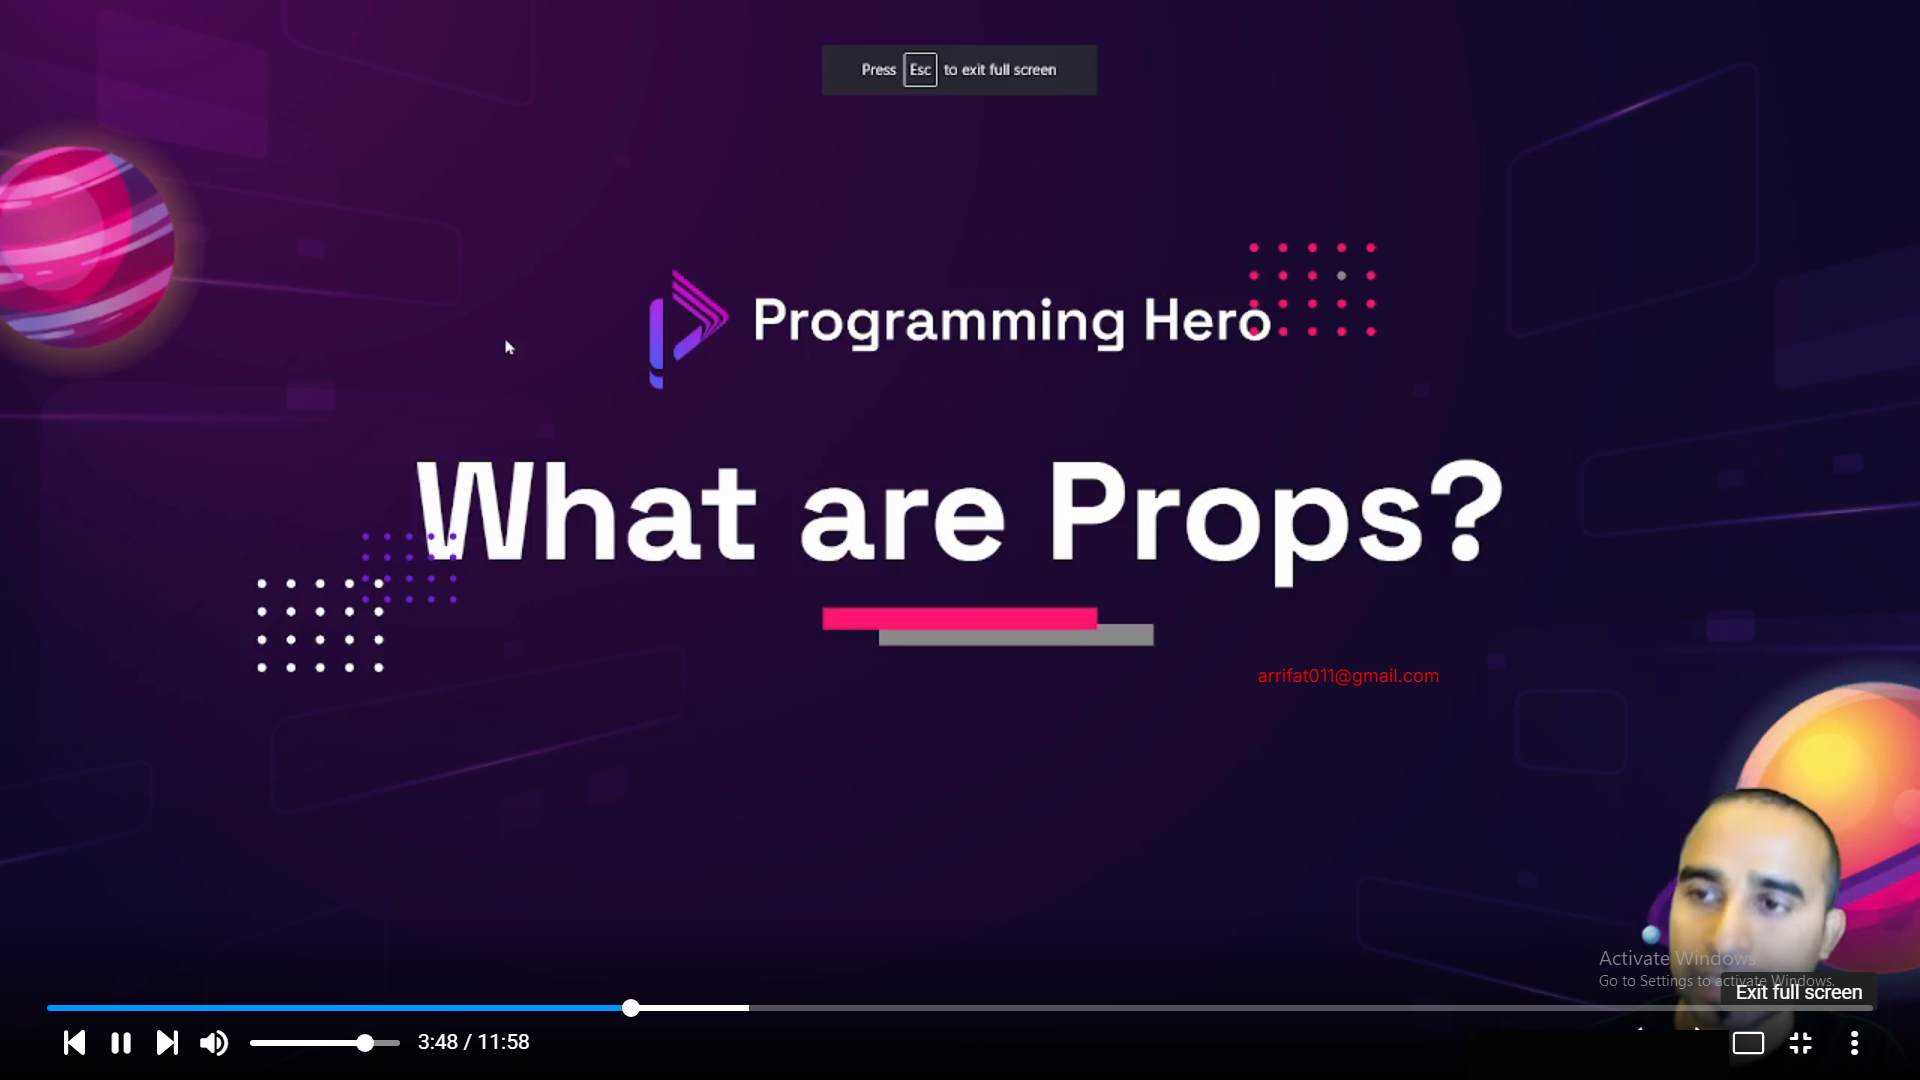 Press Esc to exit full screen
Programming Hero
What are Props?
arrifat011@gmail.com
Activate Windows
Go to Settings to activate Windows.
Exit full screen
3:48 / 11:58